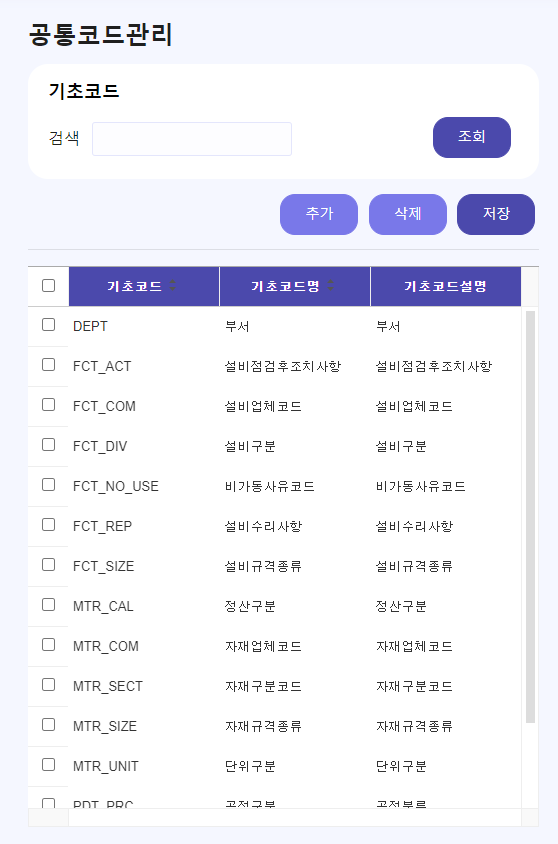 공통코드관리
기초코드
검색 조회
추가 삭제 저장
기초코드 기초코드명 기초코드설명
DEPT 부서 부서
FCT_ACT 설비점검후조치사항 설비점검후조치사항
FCT_COM 설비업체코드 설비업체코드
FCT_DIV 설비구분 설비구분
FCT_NO_USE 비가동사유코드 비가동사유코드
FCT_REP 설비수리사항 설비수리사항
FCT_SIZE 설비규격종류 설비규격종류
MTR_CAL 정산구분 정산구분
MTR_COM 자재업체코드 자재업체코드
MTR_SECT 자재구분코드 자재구분코드
MTR_SIZE 자재규격종류 자재규격종류
MTR_UNIT 단위구분 단위구분
PDT_PRC 공정구분 공정분류